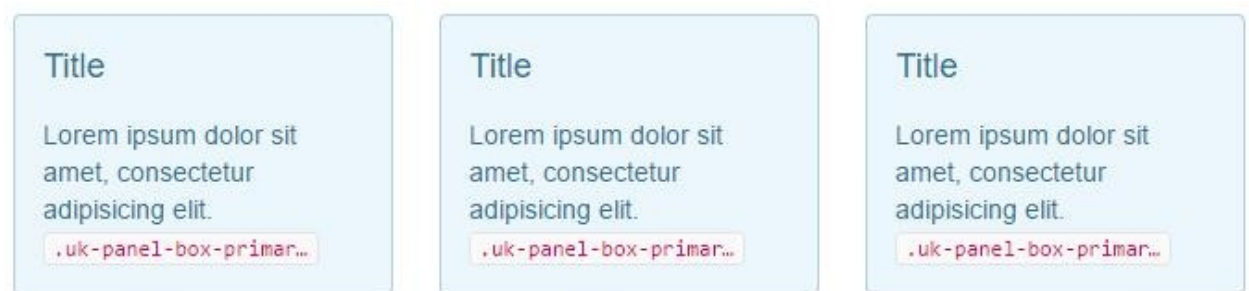 Title
Lorem ipsum dolor sit
amet, consectetur
adipisicing elit.
.uk-panel-box-primar…
Title
Lorem ipsum dolor sit
amet, consectetur
adipisicing elit.
.uk-panel-box-primar…
Title
Lorem ipsum dolor sit
amet, consectetur
adipisicing elit.
.uk-panel-box-primar…